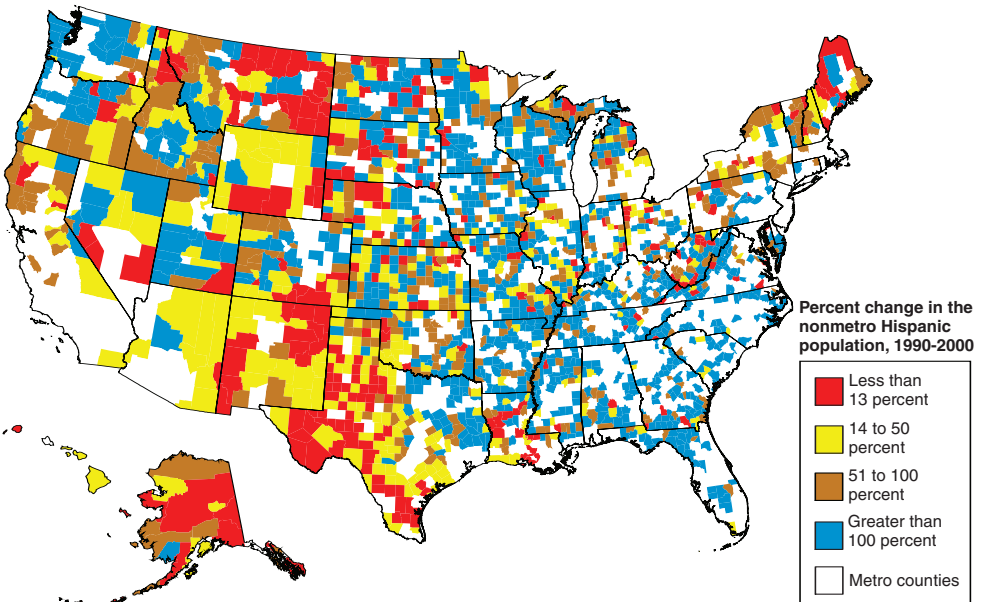 Percent change in the
nonmetro Hispanic
population, 1990-2000
Less than
13 percent
14 to 50
percent
51 to 100
percent
Greater than
100 percent
Metro counties